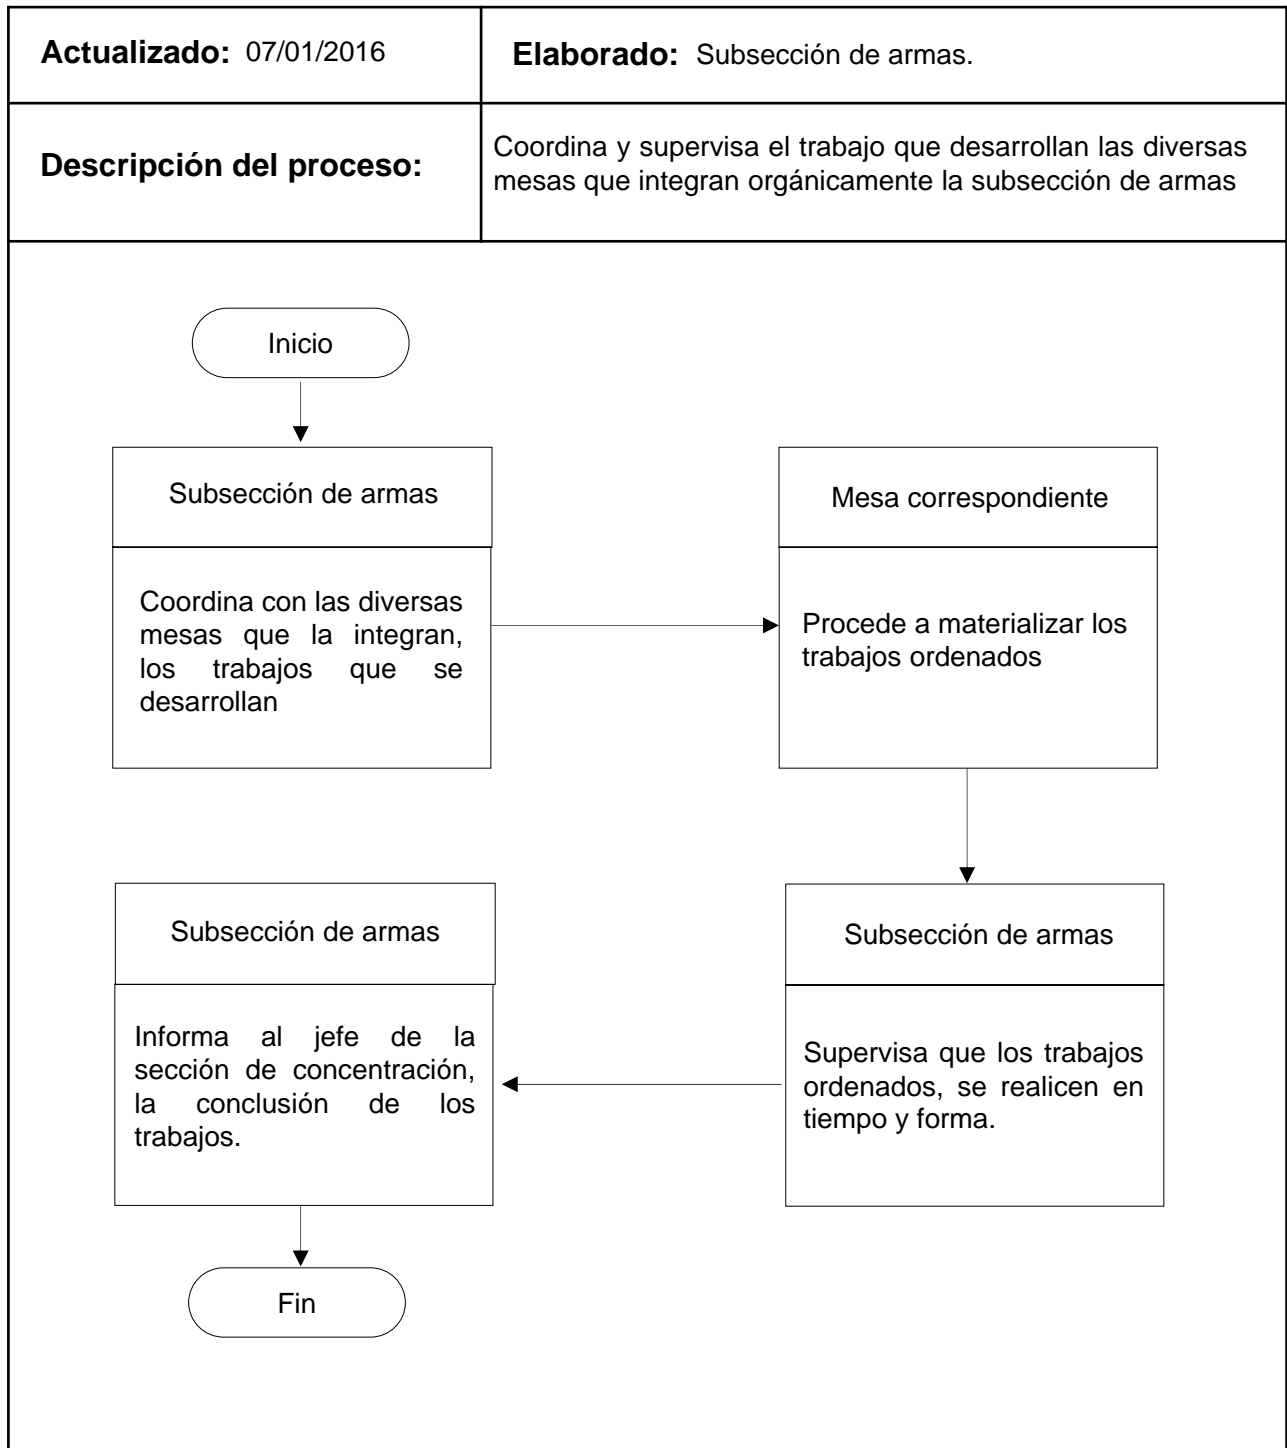 Actualizado: 07/01/2016
Elaborado: Subsección de armas.
Descripción del proceso:
Coordina y supervisa el trabajo que desarrollan las diversas
mesas que integran orgánicamente la subsección de armas
Inicio
Subsección de armas
Coordina con las diversas
mesas que la integran,
los trabajos que se
desarrollan
Mesa correspondiente
Procede a materializar los
trabajos ordenados
Subsección de armas
Supervisa que los trabajos
ordenados, se realicen en
tiempo y forma.
Subsección de armas
Informa al jefe de la
sección de concentración,
la conclusión de los
trabajos.
Fin